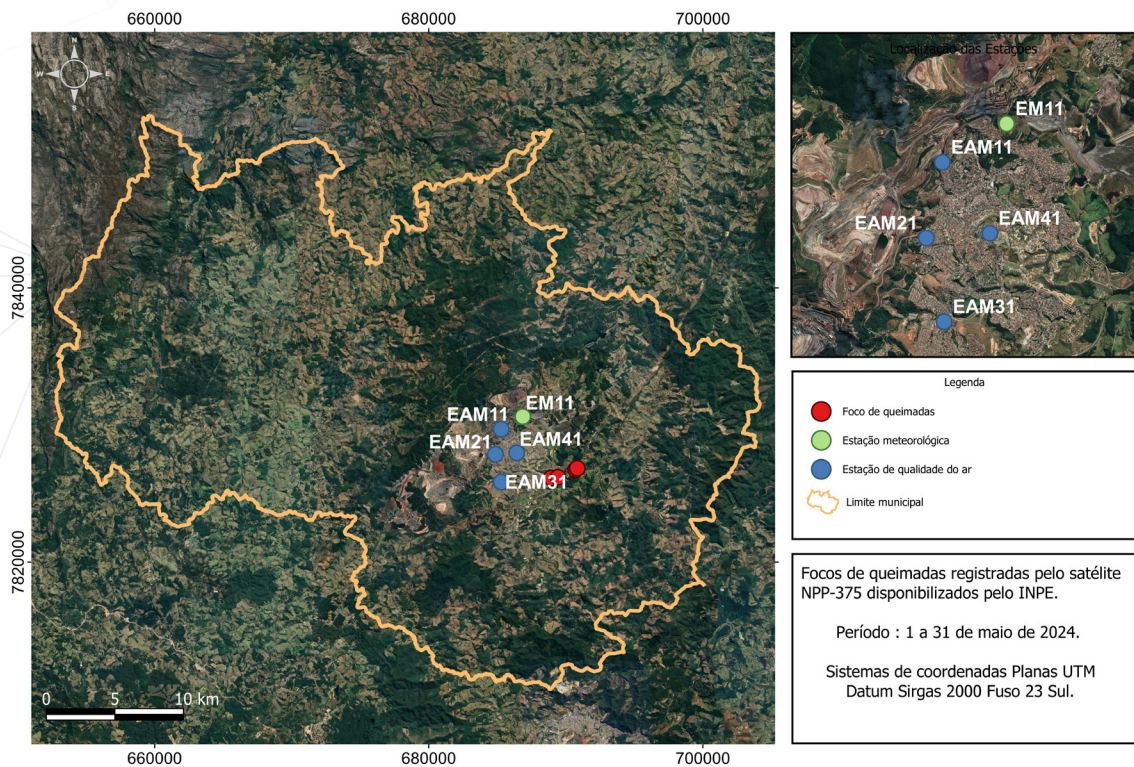 660000
680000
700000
N
W
E
S
7840000
7820000
EAM11
EM11
EAM21
EAM41
EAM31
0 5 10 km
660000
680000
700000
Localização das Estações
EM11
EAM11
EAM21
EAM41
EAM31
Legenda
Foco de queimadas
Estação meteorológica
Estação de qualidade do ar
Limite municipal
Focos de queimadas registradas pelo satélite
NPP-375 disponibilizados pelo INPE.
Período : 1 a 31 de maio de 2024.
Sistemas de coordenadas Planas UTM
Datum Sirgas 2000 Fuso 23 Sul.